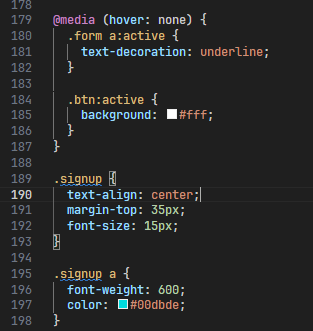 178
179 @media (hover: none) {
180 .form a:active {
181 text-decoration: underline;
182 }
183
184 .btn:active {
185 background: #fff;
186 }
187 }
188
189 .signup {
190 text-align: center;
191 margin-top: 35px;
192 font-size: 15px;
193 }
194
195 .signup a {
196 font-weight: 600;
197 color: #00dbde;
198 }